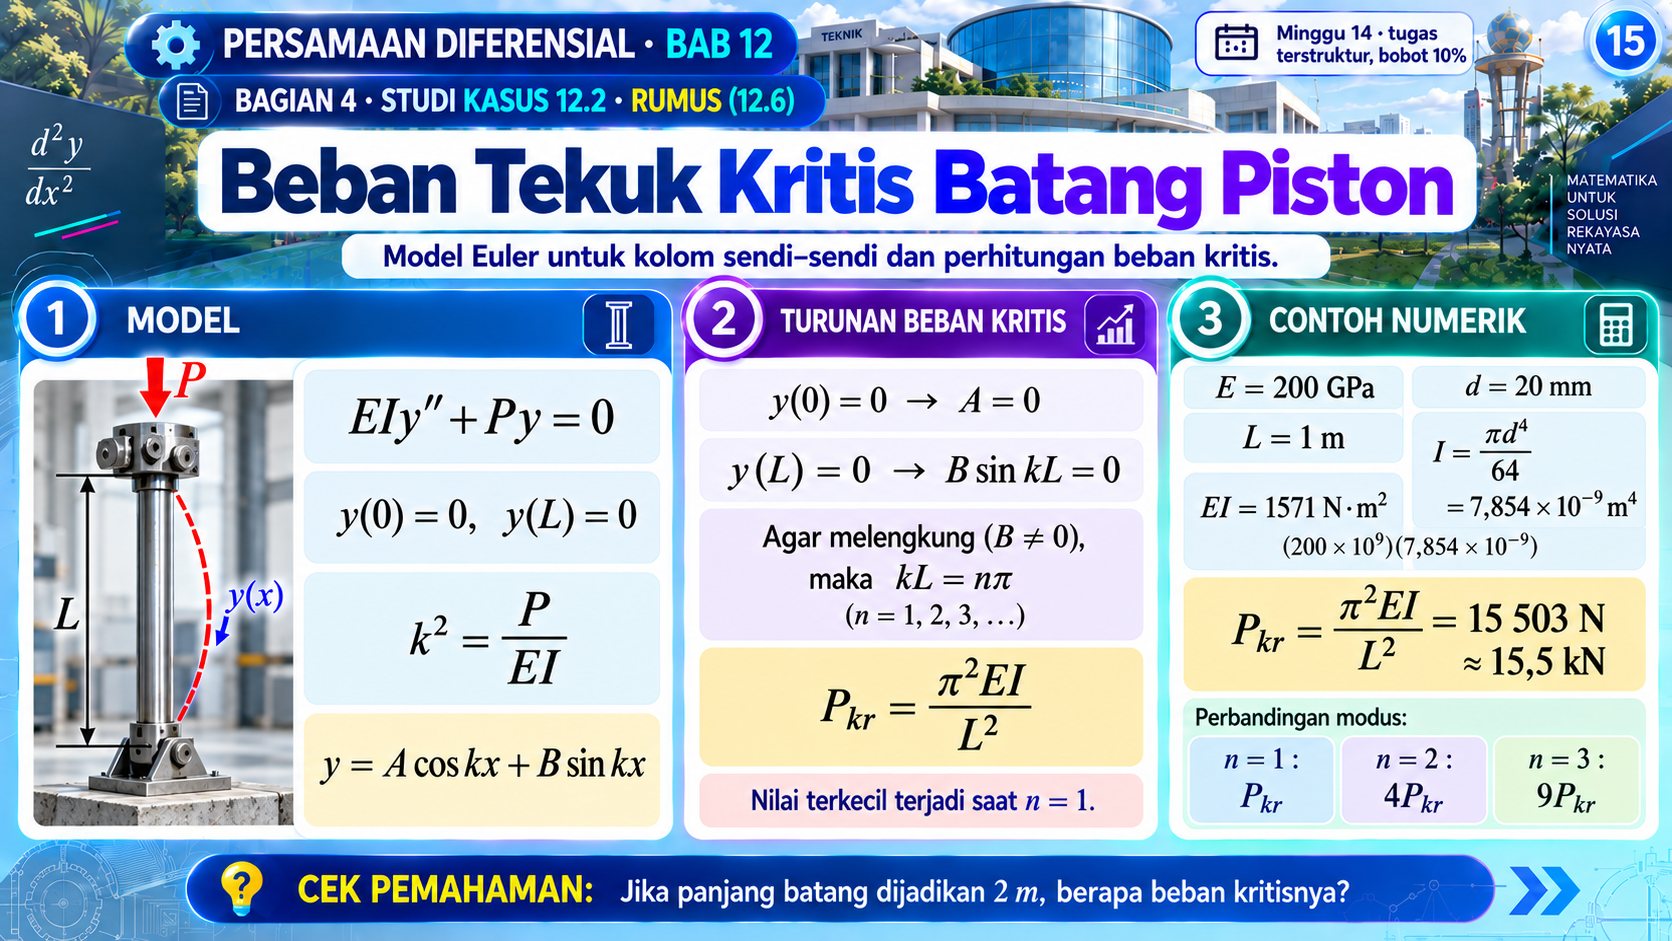 PERSAMAAN DIFERENSIAL · BAB 12
BAGIAN 4 · STUDI KASUS 12.2 · RUMUS (12.6)
TEKNIK
Minggu 14 · tugas
terstruktur, bobot 10%
15
d²y
dx²
Beban Tekuk Kritis Batang Piston
Model Euler untuk kolom sendi–sendi dan perhitungan beban kritis.
MATEMATIKA
UNTUK
SOLUSI
REKAYASA
NYATA
1 MODEL
P
L
y(x)
EIy″ + Py = 0
y(0) = 0, y(L) = 0
k² = P/EI
y = A cos kx + B sin kx
2 TURUNAN BEBAN KRITIS
y(0) = 0 → A = 0
y(L) = 0 → B sin kL = 0
Agar melengkung (B ≠ 0),
maka kL = nπ
(n = 1, 2, 3, …)
P_kr = π²EI/L²
Nilai terkecil terjadi saat n = 1.
3 CONTOH NUMERIK
E = 200 GPa
d = 20 mm
L = 1 m
I = πd⁴/64
= 7,854 × 10⁻⁹ m⁴
EI = 1571 N·m²
(200 × 10⁹)(7,854 × 10⁻⁹)
P_kr = π²EI/L² = 15 503 N
≈ 15,5 kN
Perbandingan modus:
n = 1 :
P_kr
n = 2 :
4P_kr
n = 3 :
9P_kr
CEK PEMAHAMAN: Jika panjang batang dijadikan 2 m, berapa beban kritisnya?